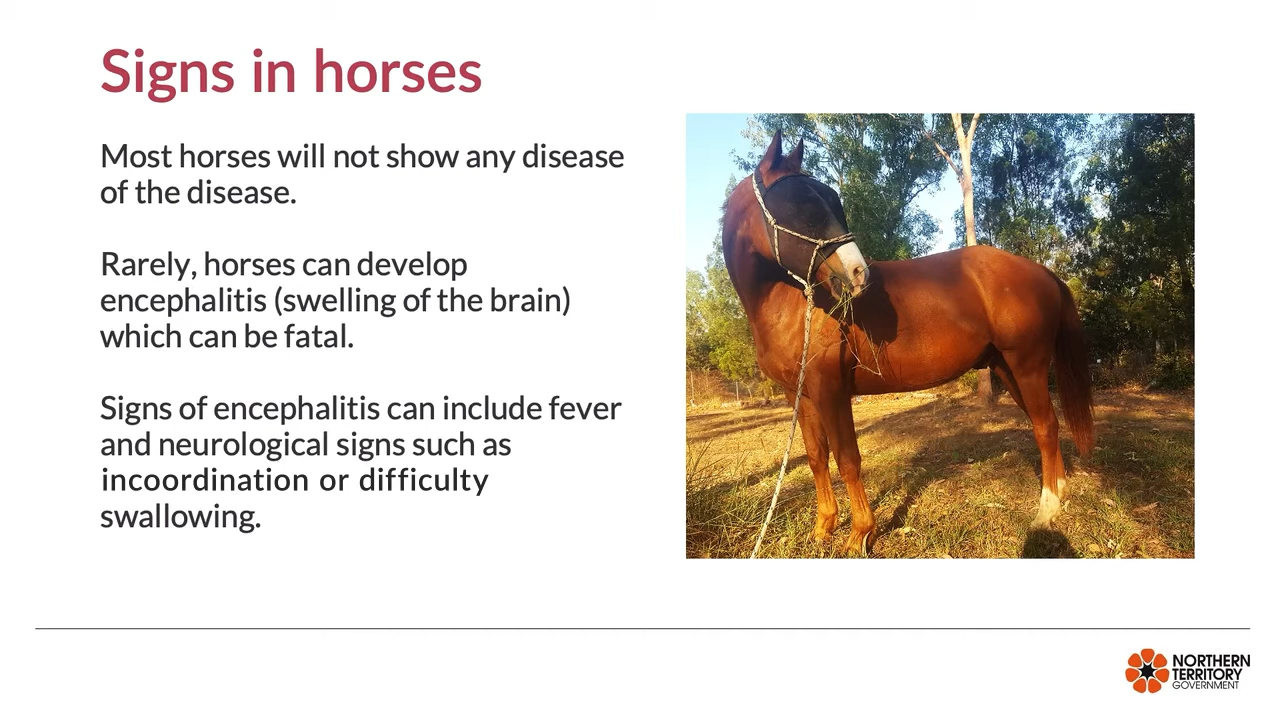 Signs in horses
Most horses will not show any disease
of the disease.
Rarely, horses can develop
encephalitis (swelling of the brain)
which can be fatal.
Signs of encephalitis can include fever
and neurological signs such as
incoordination or difficulty
swallowing.
NORTHERN
TERRITORY
GOVERNMENT